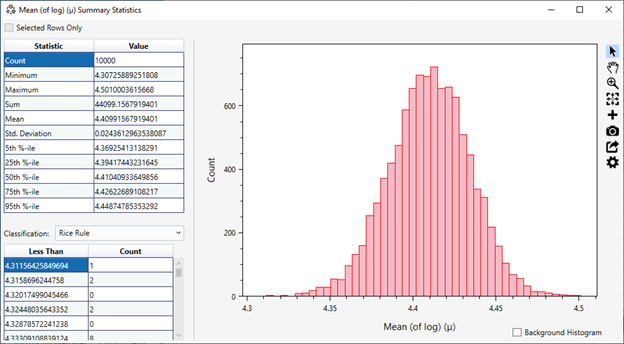 Mean (of log) (μ) Summary Statistics
Selected Rows Only
Statistic Value
Count 10000
Minimum 4.30725889251808
Maximum 4.5010003615668
Sum 44099.1567919401
Mean 4.40991567919401
Std. Deviation 0.0243612963538087
5th %-ile 4.36925413138291
25th %-ile 4.39417443231645
50th %-ile 4.41040933649856
75th %-ile 4.42622689108217
95th %-ile 4.44874785353292
Classification: Rice Rule
Less Than Count
4.31156425849694 1
4.3158696244758 2
4.32017499045466 0
4.32448035643352 2
4.32878572241238 0
4.33309108839124 8
Count
600
400
200
0
4.3 4.35 4.4 4.45 4.5
Mean (of log) (μ)
Background Histogram